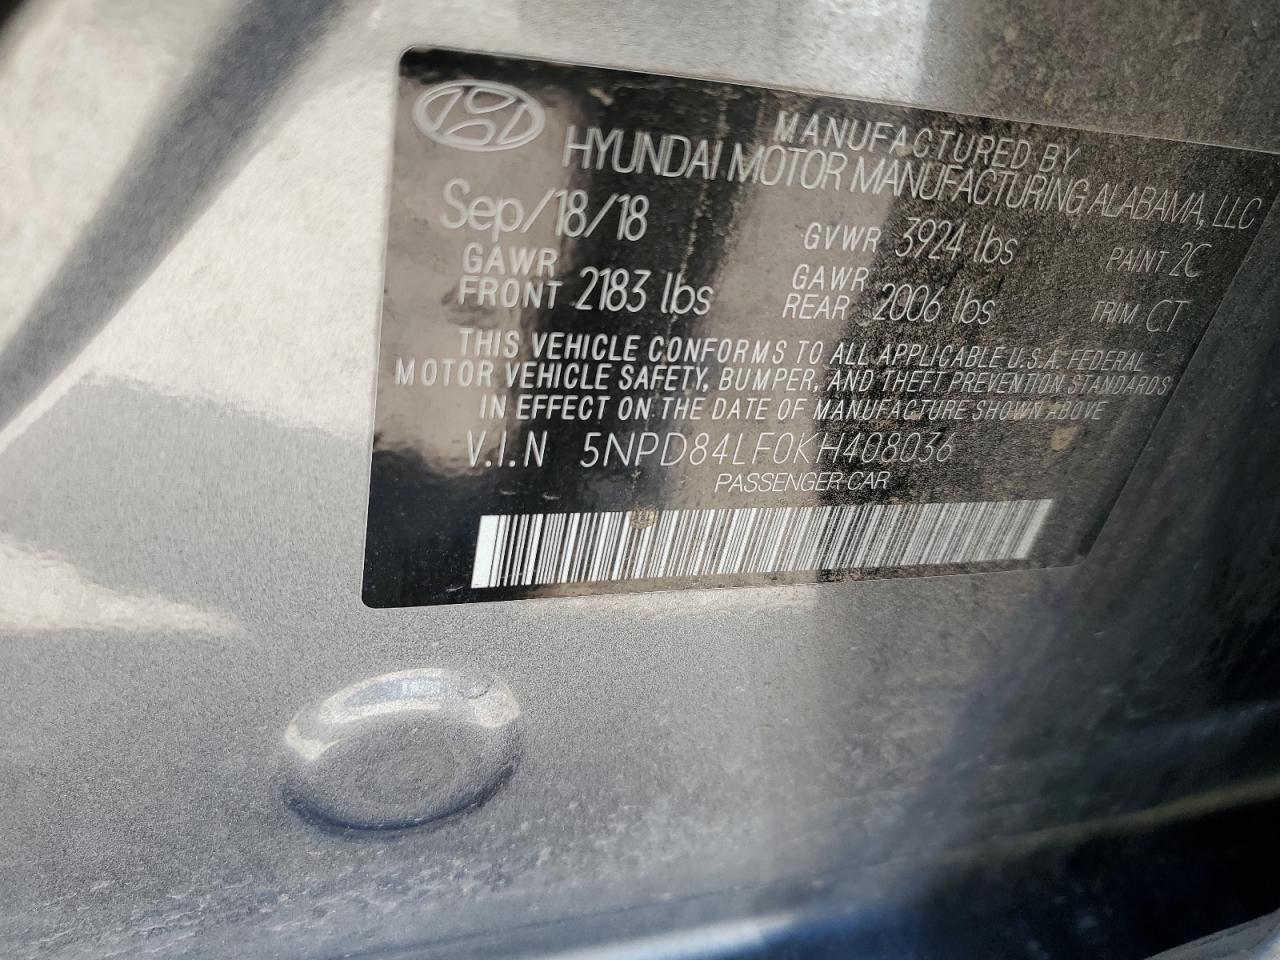 MANUFACTURED BY
HYUNDAI MOTOR MANUFACTURING ALABAMA, LLC
Sep/18/18 GVWR 3924 lbs PAINT 2C
GAWR FRONT 2183 lbs GAWR REAR 2006 lbs TRIM CT
THIS VEHICLE CONFORMS TO ALL APPLICABLE U.S.A. FEDERAL
MOTOR VEHICLE SAFETY, BUMPER, AND THEFT PREVENTION STANDARDS
IN EFFECT ON THE DATE OF MANUFACTURE SHOWN ABOVE
V.I.N 5NPD84LF0KH408036
PASSENGER CAR